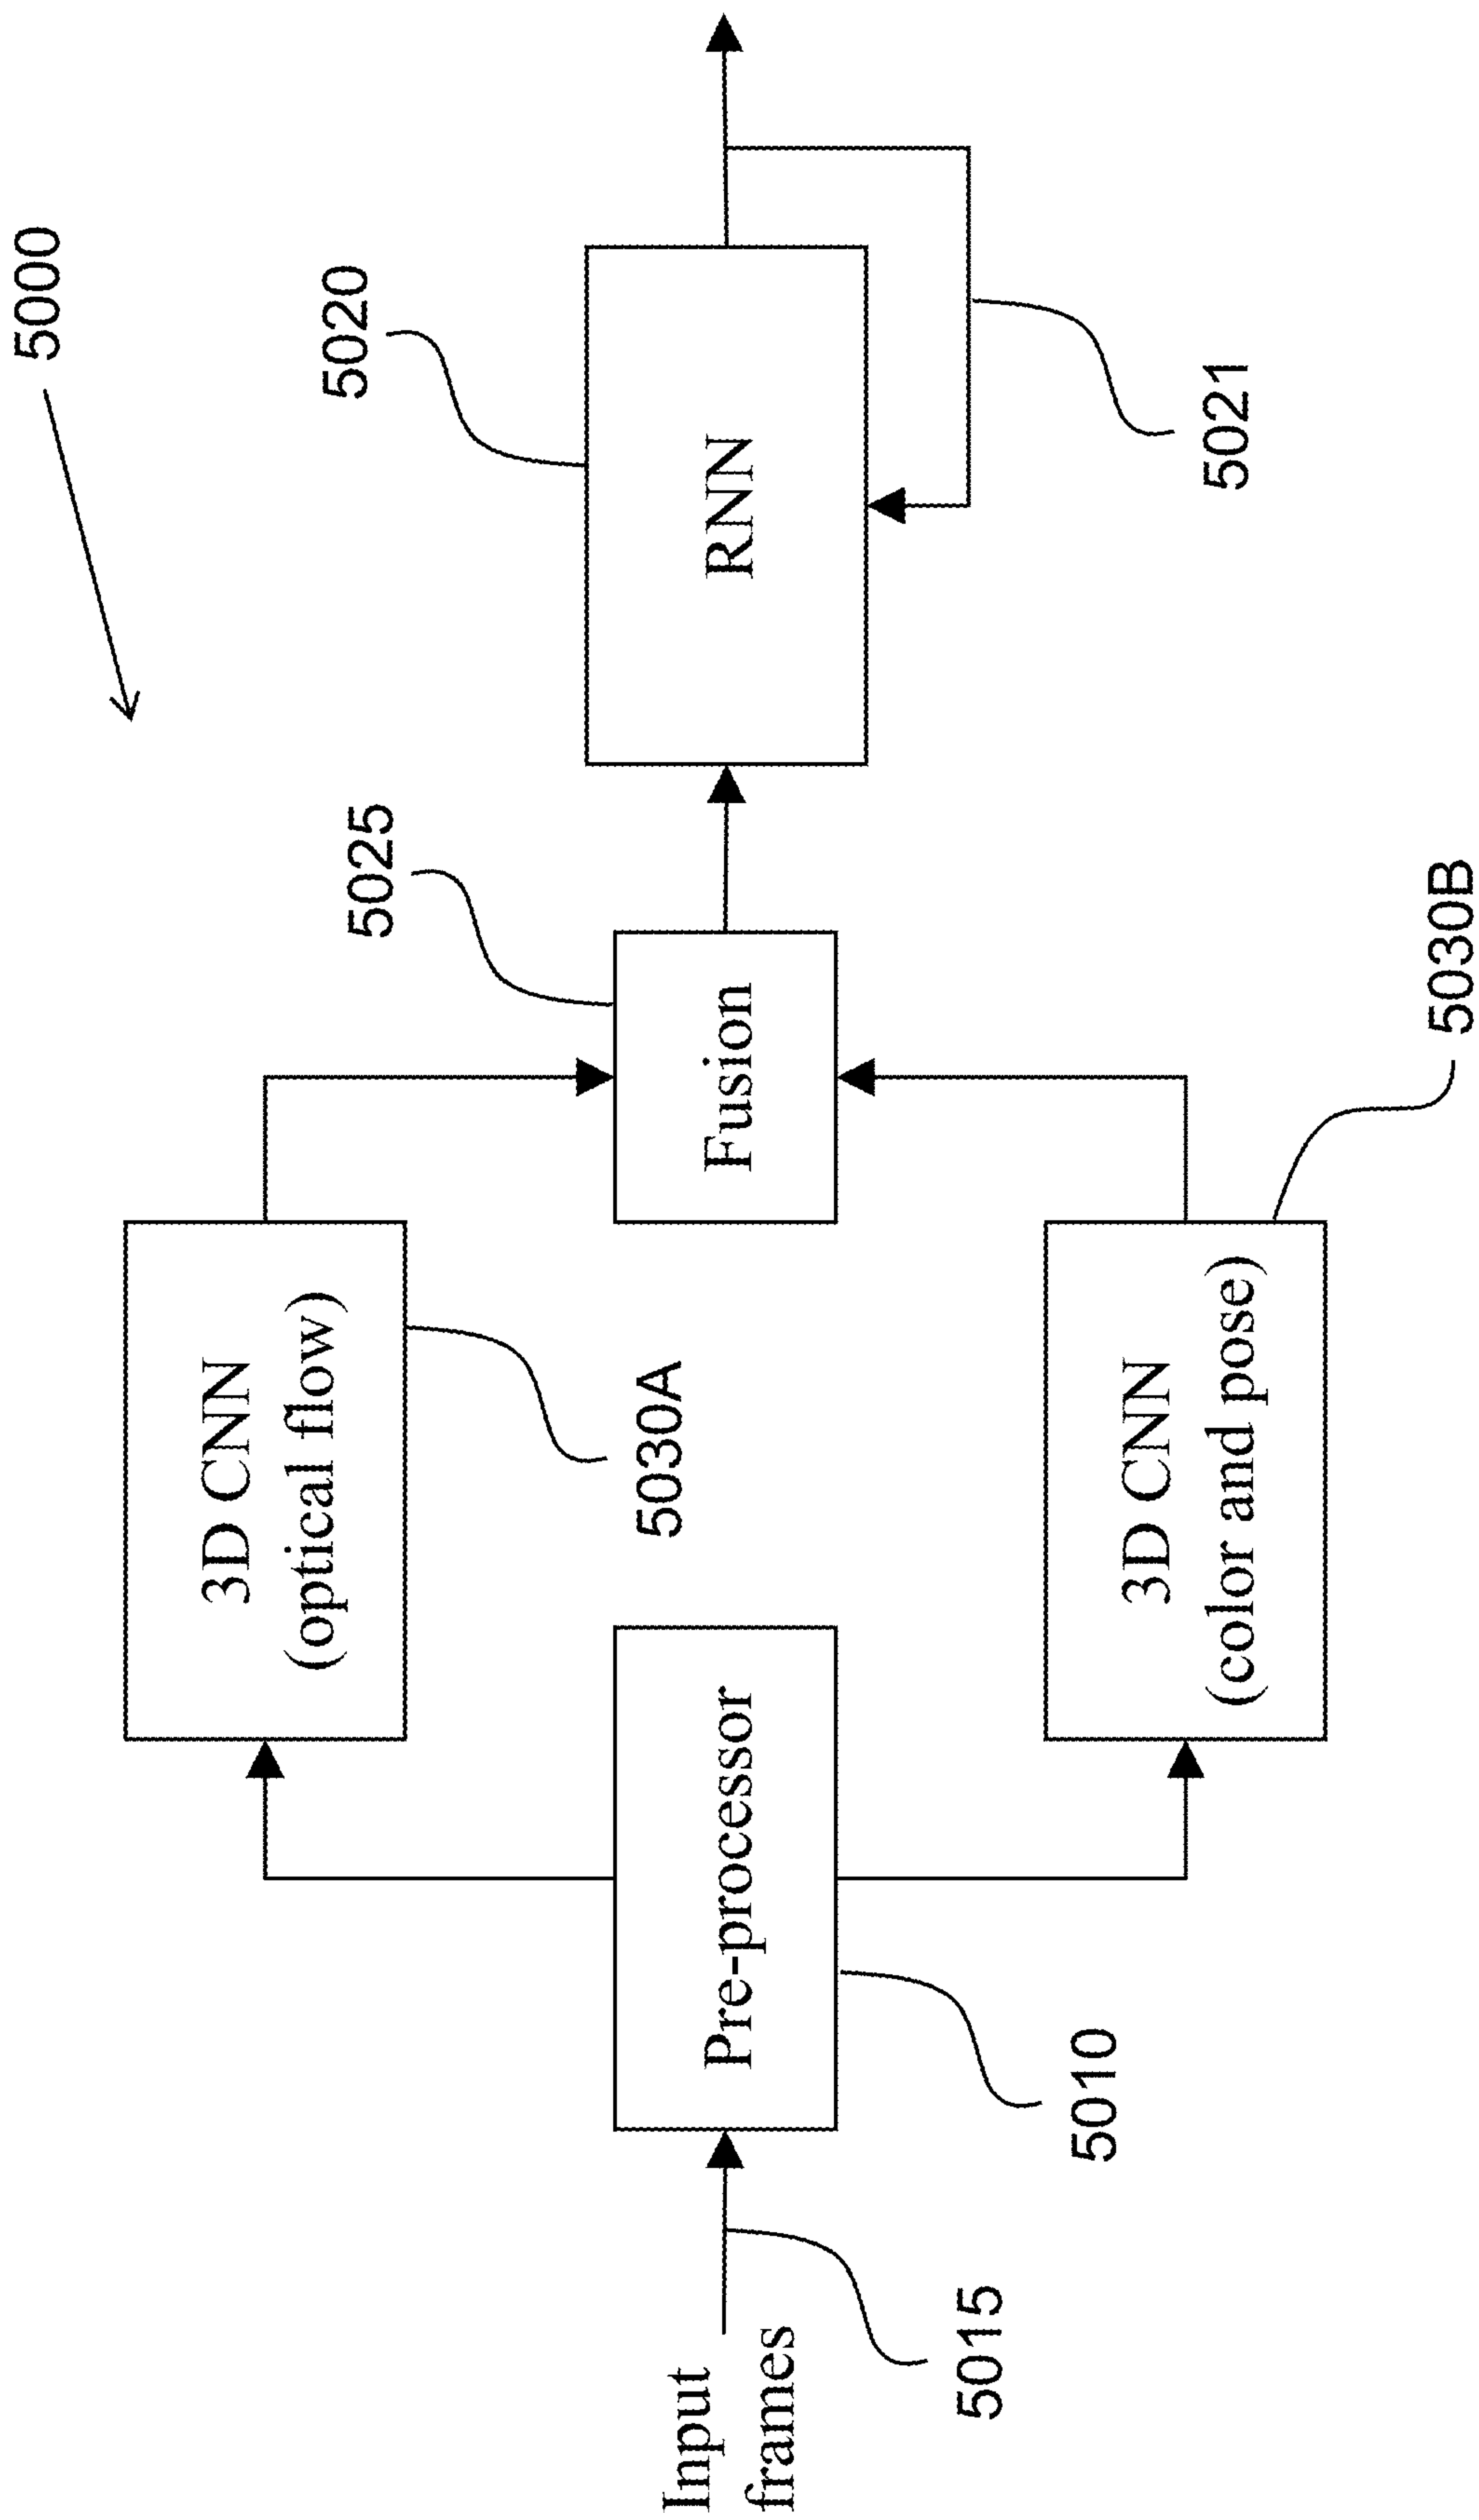 5000
3D CNN
(optical flow)
5030A
5025
5020
Input
frames
5015
Pre-processor
5010
Fusion
RNN
5021
3D CNN
(color and pose)
5030B